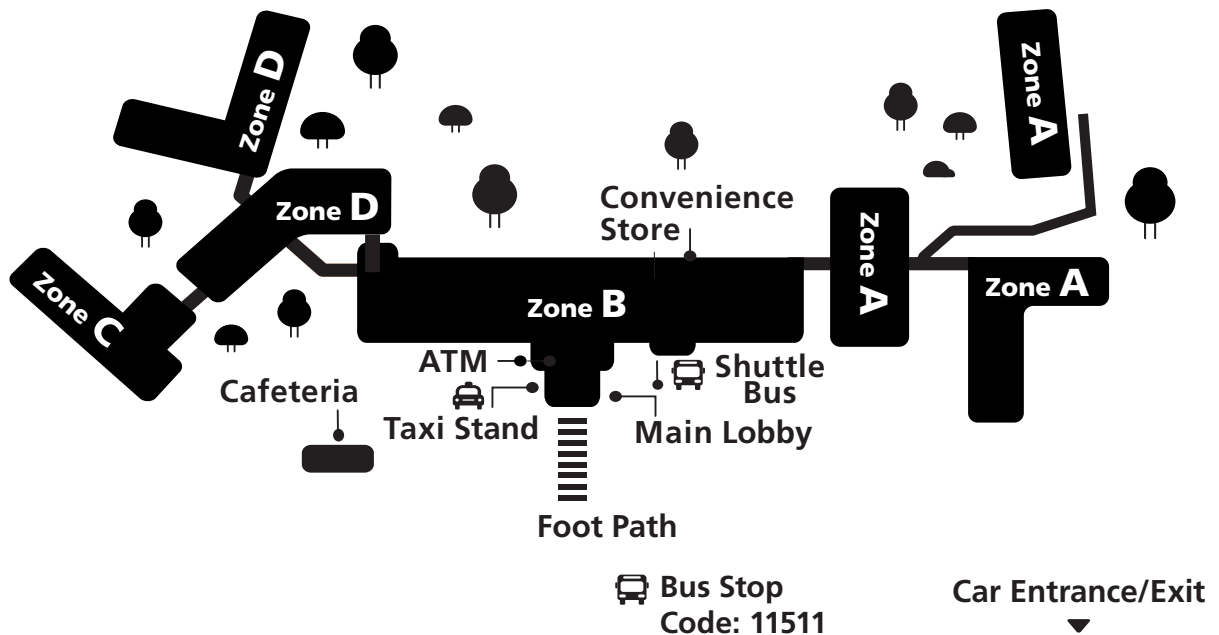 Zone D
Zone A
Zone D
Convenience
Store
Zone A
Zone C
Zone B
Zone A
ATM
Shuttle
Bus
Cafeteria
Taxi Stand
Main Lobby
Foot Path
Bus Stop
Code: 11511
Car Entrance/Exit